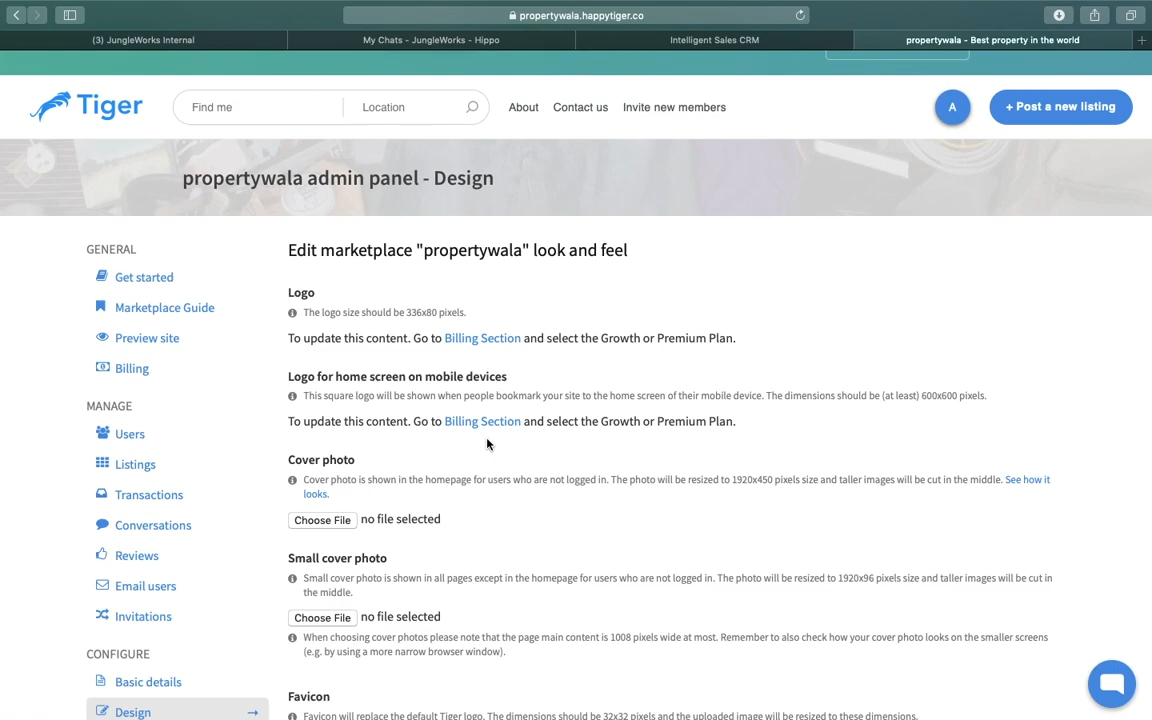 propertywala.happytiger.co
(3) JungleWorks Internal
My Chats - JungleWorks - Hippo
Intelligent Sales CRM
propertywala - Best property in the world
Tiger
Find me
Location
About
Contact us
Invite new members
A
+ Post a new listing
propertywala admin panel - Design
GENERAL
Get started
Marketplace Guide
Preview site
Billing
MANAGE
Users
Listings
Transactions
Conversations
Reviews
Email users
Invitations
CONFIGURE
Basic details
Design →
Edit marketplace "propertywala" look and feel
Logo
The logo size should be 336x80 pixels.
To update this content. Go to Billing Section and select the Growth or Premium Plan.
Logo for home screen on mobile devices
This square logo will be shown when people bookmark your site to the home screen of their mobile device. The dimensions should be (at least) 600x600 pixels.
To update this content. Go to Billing Section and select the Growth or Premium Plan.
Cover photo
Cover photo is shown in the homepage for users who are not logged in. The photo will be resized to 1920x450 pixels size and taller images will be cut in the middle. See how it
looks.
Choose File no file selected
Small cover photo
Small cover photo is shown in all pages except in the homepage for users who are not logged in. The photo will be resized to 1920x96 pixels size and taller images will be cut in
the middle.
Choose File no file selected
When choosing cover photos please note that the page main content is 1008 pixels wide at most. Remember to also check how your cover photo looks on the smaller screens
(e.g. by using a more narrow browser window).
Favicon
Favicon will replace the default Tiger logo. The dimensions should be 32x32 pixels and the uploaded image will be resized to these dimensions.